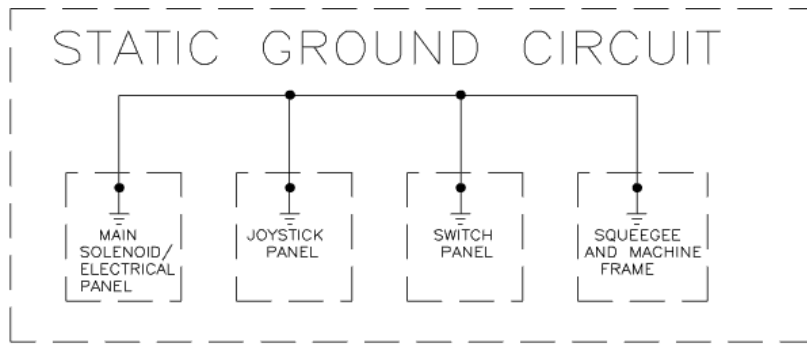 STATIC GROUND CIRCUIT
MAIN
SOLENOID/
ELECTRICAL
PANEL
JOYSTICK
PANEL
SWITCH
PANEL
SQUEEGEE
AND MACHINE
FRAME